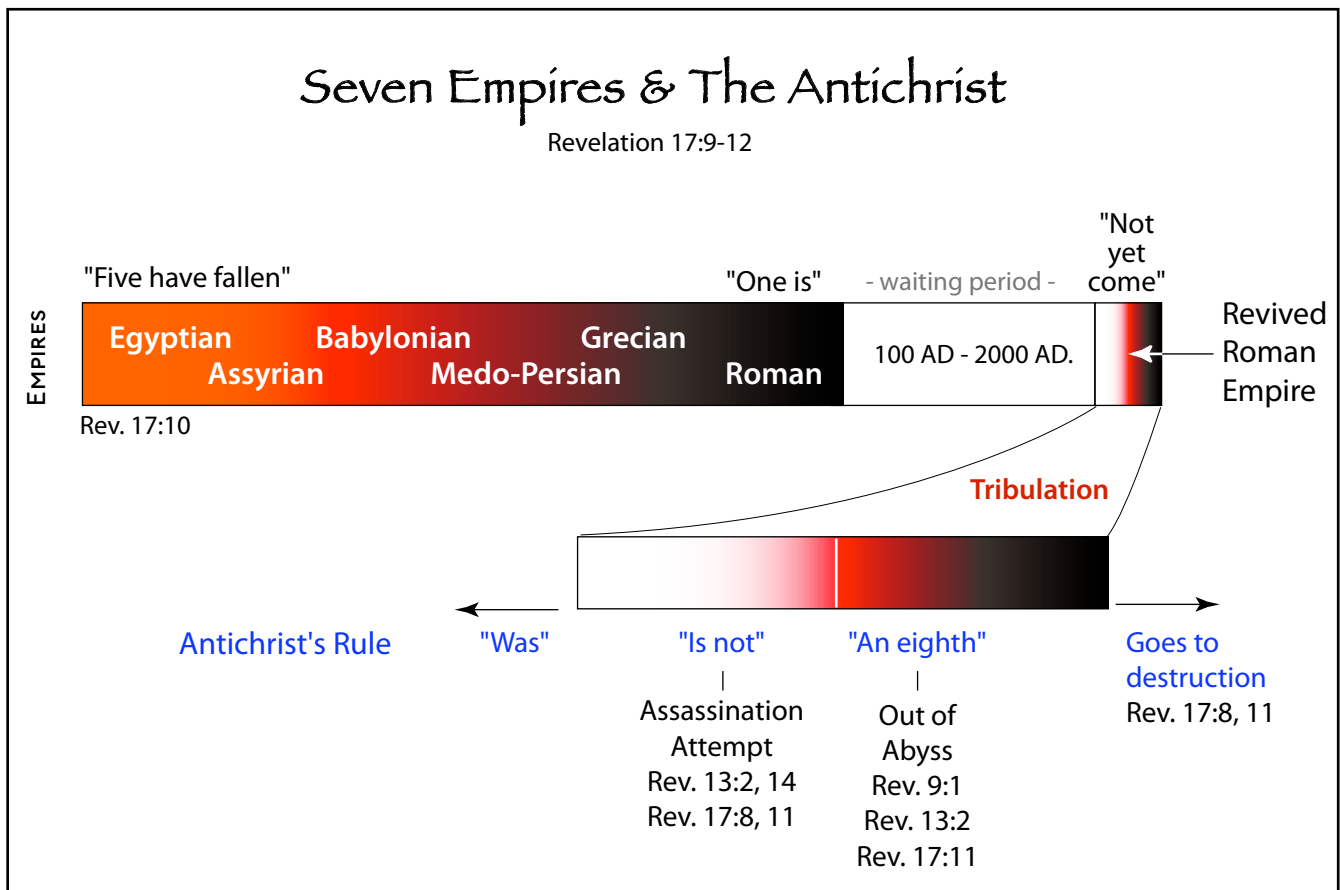 Seven Empires & The Antichrist
Revelation 17:9-12
"Five have fallen"
"One is"
- waiting period -
"Not
yet
come"
EMPIRES
Egyptian
Assyrian
Babylonian
Medo-Persian
Grecian
Roman
100 AD - 2000 AD.
Revived
Roman
Empire
Rev. 17:10
Tribulation
Antichrist's Rule
"Was"
"Is not"
Assassination
Attempt
Rev. 13:2, 14
Rev. 17:8, 11
"An eighth"
Out of
Abyss
Rev. 9:1
Rev. 13:2
Rev. 17:11
Goes to
destruction
Rev. 17:8, 11